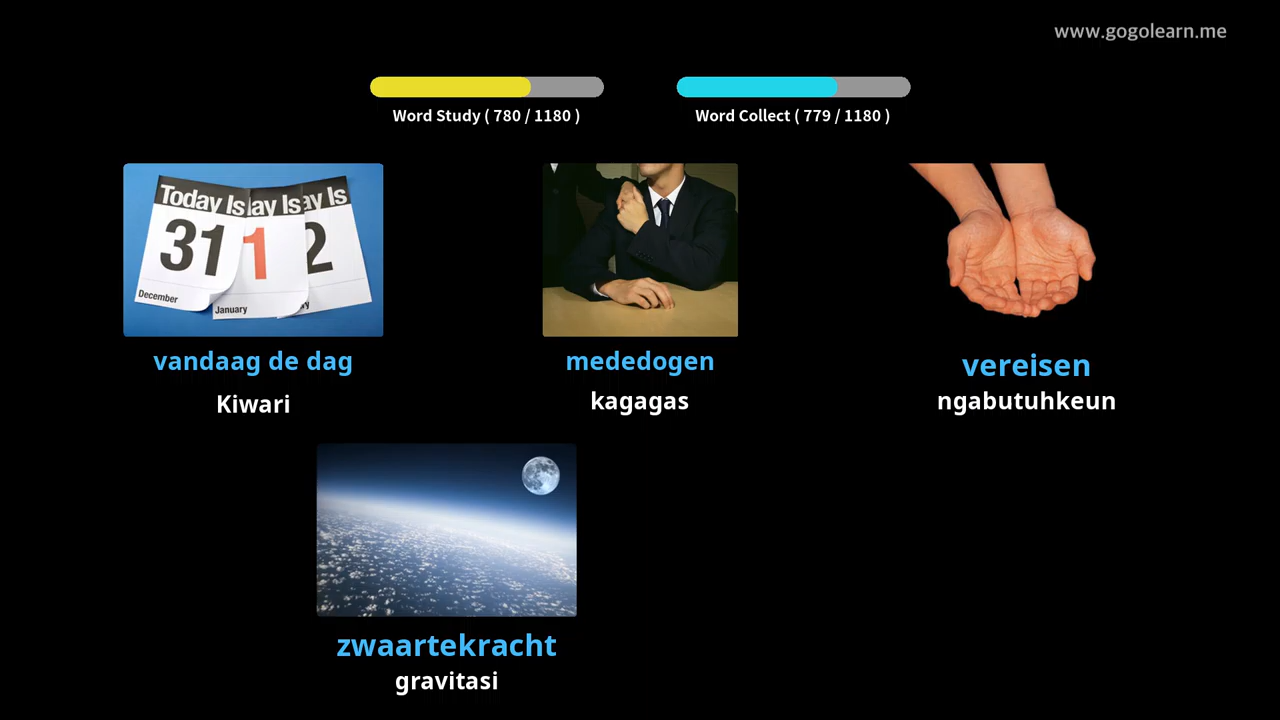 www.gogolearn.me
Word Study ( 780 / 1180 )
Word Collect ( 779 / 1180 )
Today Is
ay Is
ay Is
31
1
2
December
January
vandaag de dag
mededogen
vereisen
Kiwari
kagagas
ngabutuhkeun
zwaartekracht
gravitasi